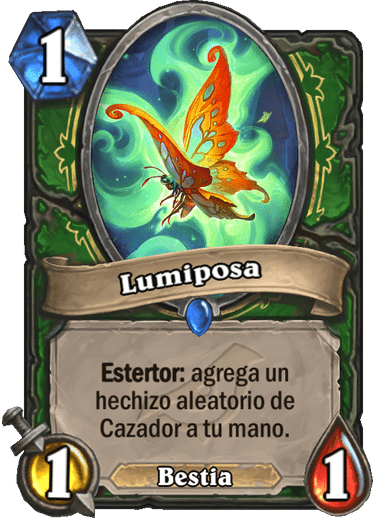 1
Lumiposa
Estertor: agrega un
hechizo aleatorio de
Cazador a tu mano.
1
Bestia
1